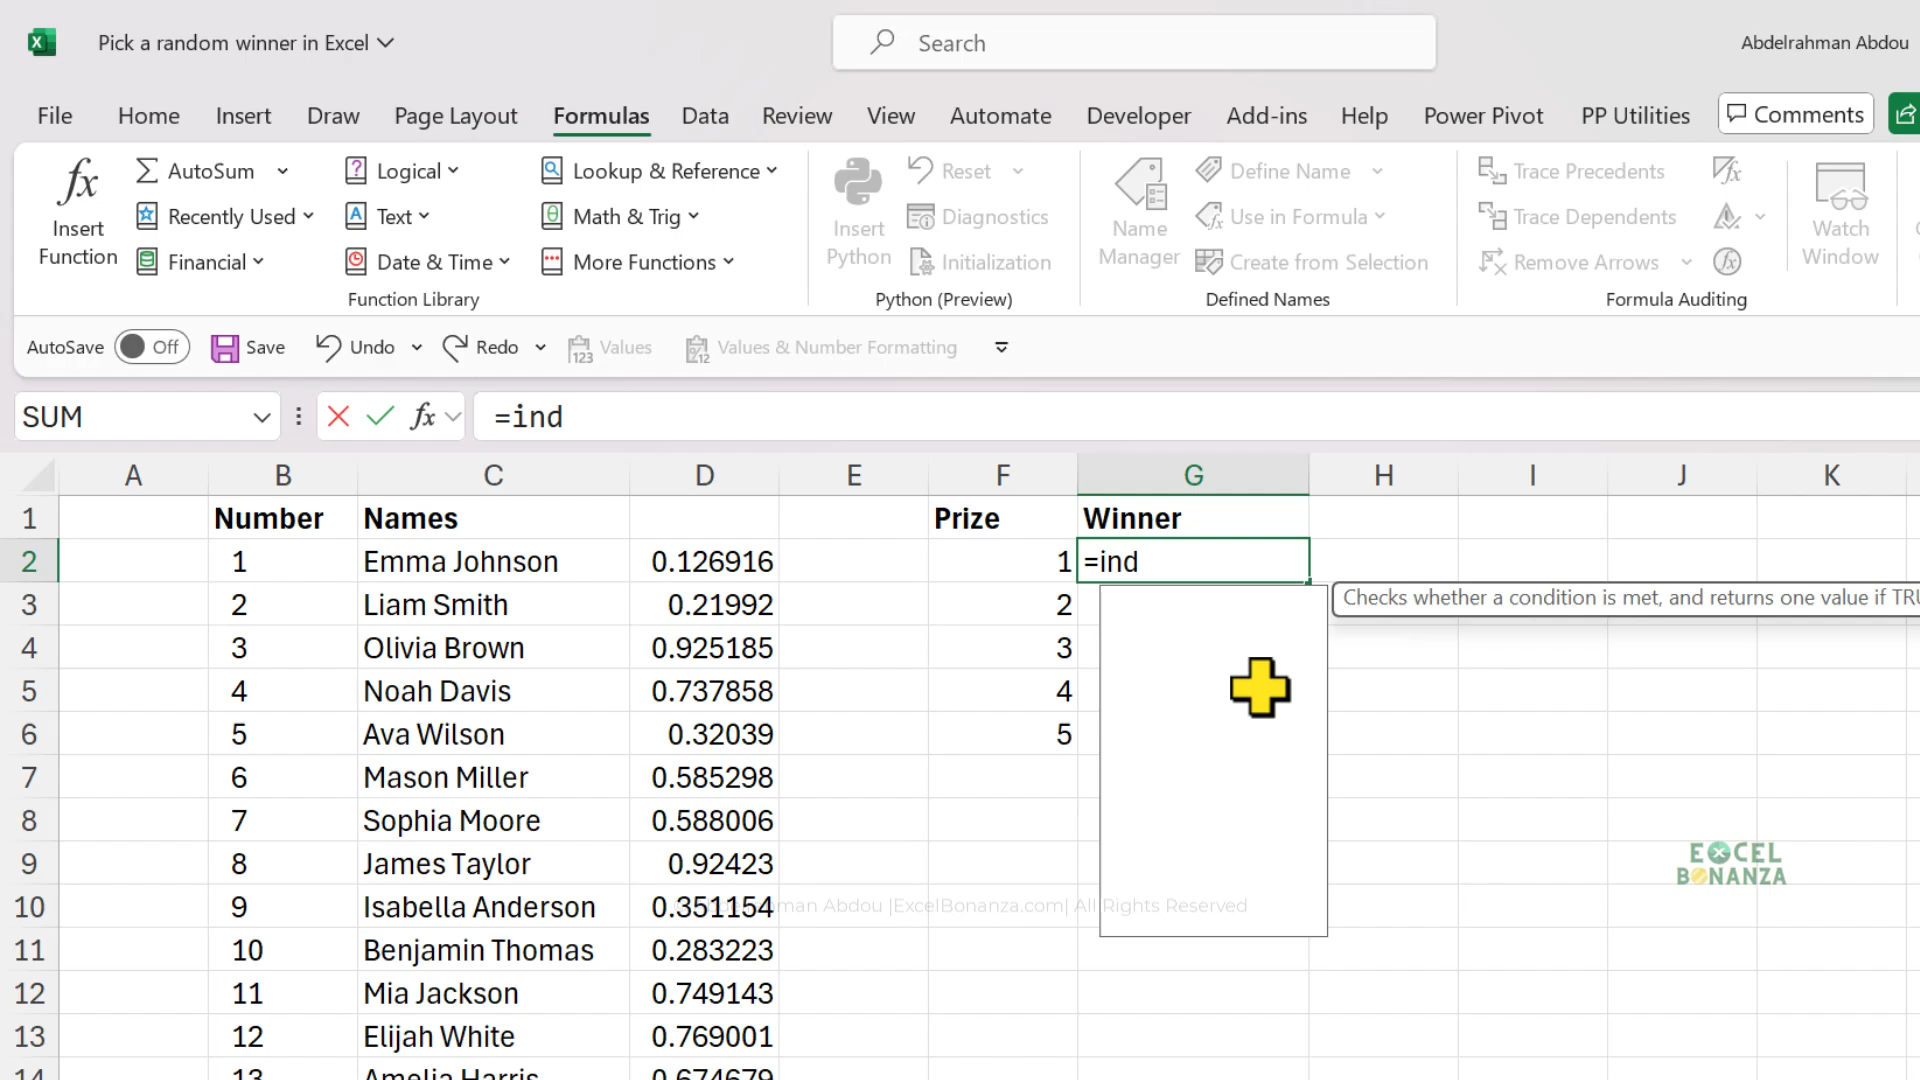 Pick a random winner in Excel
Search
Abdelrahman Abdou
File Home Insert Draw Page Layout Formulas Data Review View Automate Developer Add-ins Help Power Pivot PP Utilities Comments
Insert Function
AutoSum
Recently Used
Financial
Logical
Text
Date & Time
Lookup & Reference
Math & Trig
More Functions
Function Library
Insert Python
Reset
Diagnostics
Initialization
Python (Preview)
Name Manager
Define Name
Use in Formula
Create from Selection
Defined Names
Trace Precedents
Trace Dependents
Remove Arrows
Formula Auditing
Watch Window
AutoSave Off Save Undo Redo Values Values & Number Formatting
SUM fx =ind
A B C D E F G H I J K
1 Number Names Prize Winner
2 1 Emma Johnson 0.126916 1 =ind
Checks whether a condition is met, and returns one value if
3 2 Liam Smith 0.21992 2
4 3 Olivia Brown 0.925185 3
5 4 Noah Davis 0.737858 4
6 5 Ava Wilson 0.32039 5
7 6 Mason Miller 0.585298
8 7 Sophia Moore 0.588006
9 8 James Taylor 0.92423
EXCEL
BONANZA
10 9 Isabella Anderson 0.351154
Abdou |ExcelBonanza.com| All Rights Reserved
11 10 Benjamin Thomas 0.283223
12 11 Mia Jackson 0.749143
13 12 Elijah White 0.769001
14 13 Amelia Harris 0.674679